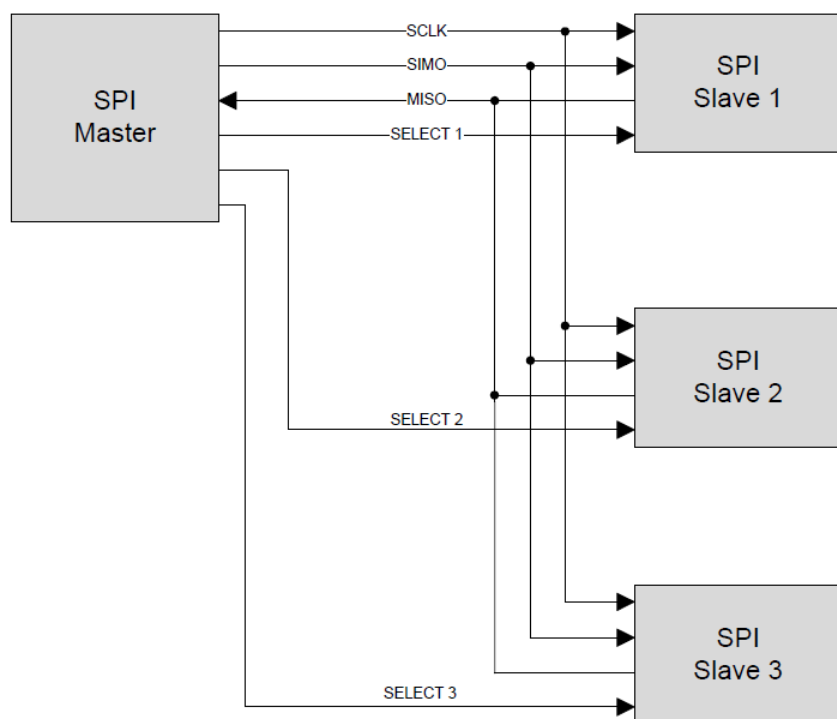 SPI
Master
SCLK
SIMO
MISO
SELECT 1
SPI
Slave 1
SELECT 2
SPI
Slave 2
SELECT 3
SPI
Slave 3